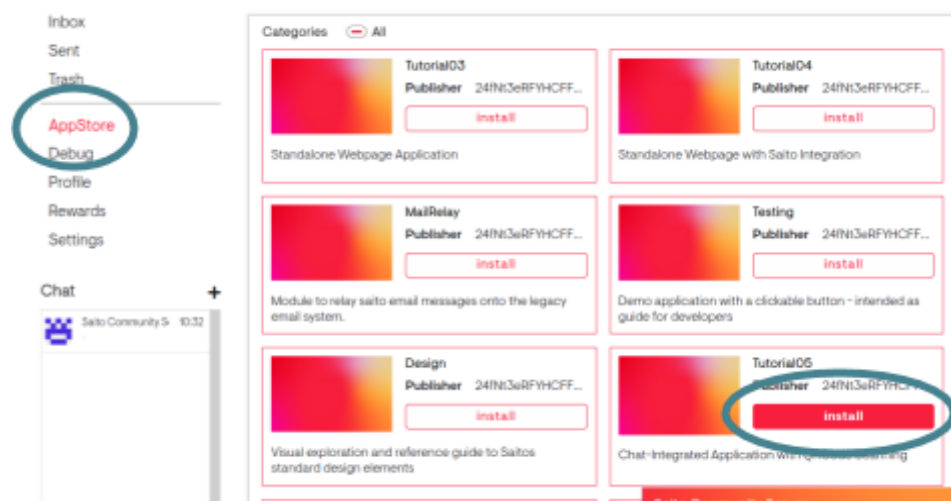 Inbox
Sent
Trash
AppStore
Debug
Profile
Rewards
Settings
Chat +
Saito Community S 10:32
Categories All
Tutorial03
Publisher 24fNt3eRFYHCFF...
install
Standalone Webpage Application
Tutorial04
Publisher 24fNt3eRFYHCFF...
install
Standalone Webpage with Saito Integration
MailRelay
Publisher 24fNt3eRFYHCFF...
install
Module to relay saito email messages onto the legacy
email system.
Testing
Publisher 24fNt3eRFYHCFF...
install
Demo application with a clickable button - intended as
guide for developers
Design
Publisher 24fNt3eRFYHCFF...
install
Visual exploration and reference guide to Saitos
standard design elements
Tutorial05
Publisher 24fNt3eRFYHCFF...
install
Chat-Integrated Application with Scanning